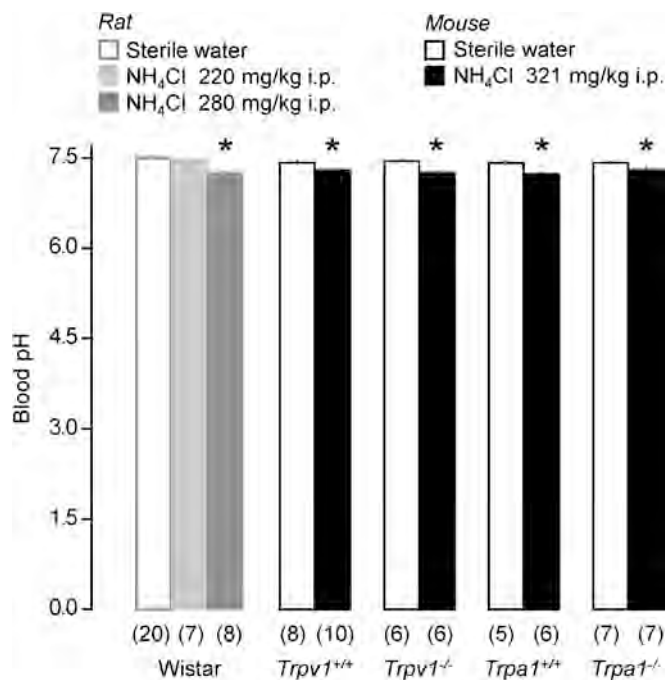 Rat
Sterile water
NH₄Cl 220 mg/kg i.p.
NH₄Cl 280 mg/kg i.p.
Mouse
Sterile water
NH₄Cl 321 mg/kg i.p.
* * * * *
7.5
6.0
4.5
3.0
1.5
0.0
Blood pH
(20) (7) (8) (8) (10) (6) (6) (5) (6) (7) (7)
Wistar Trpv1⁺/⁺ Trpv1⁻/⁻ Trpa1⁺/⁺ Trpa1⁻/⁻